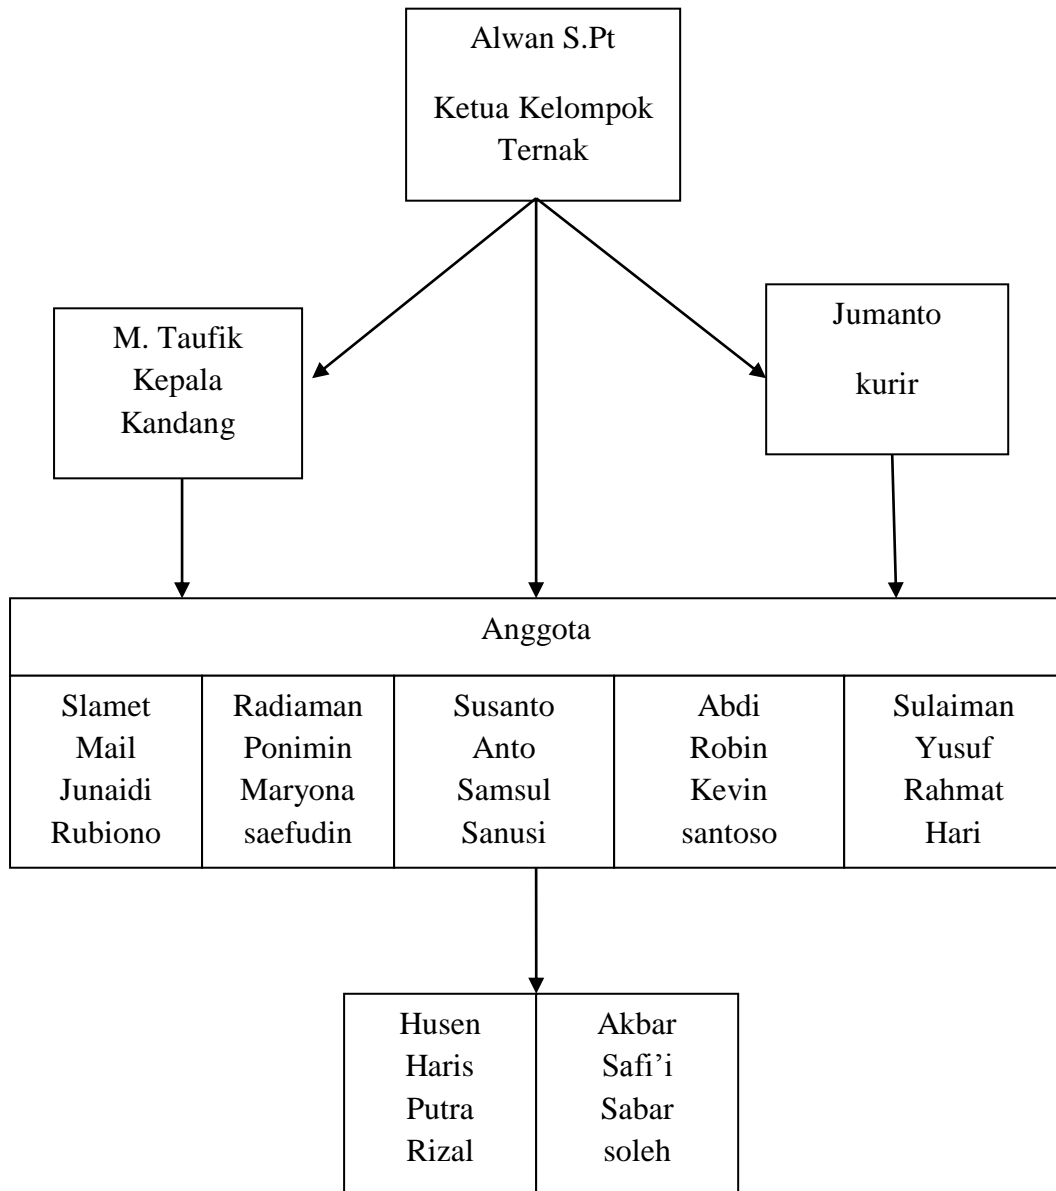 Alwan S.Pt
Ketua Kelompok
Ternak
M. Taufik
Kepala
Kandang
Jumanto
kurir
Anggota
Slamet
Mail
Junaidi
Rubiono
Radiaman
Ponimin
Maryona
saefudin
Susanto
Anto
Samsul
Sanusi
Abdi
Robin
Kevin
santoso
Sulaiman
Yusuf
Rahmat
Hari
Husen
Haris
Putra
Rizal
Akbar
Safi’i
Sabar
soleh